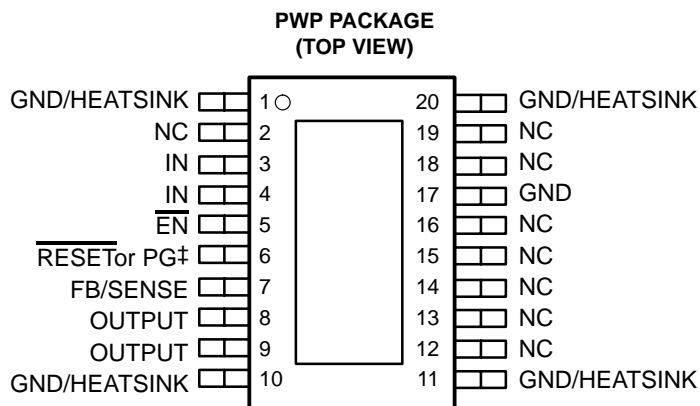 PWP PACKAGE
(TOP VIEW)
GND/HEATSINK 1 20 GND/HEATSINK
NC 2 19 NC
IN 3 18 NC
IN 4 17 GND
EN 5 16 NC
RESET or PG‡ 6 15 NC
FB/SENSE 7 14 NC
OUTPUT 8 13 NC
OUTPUT 9 12 NC
GND/HEATSINK 10 11 GND/HEATSINK